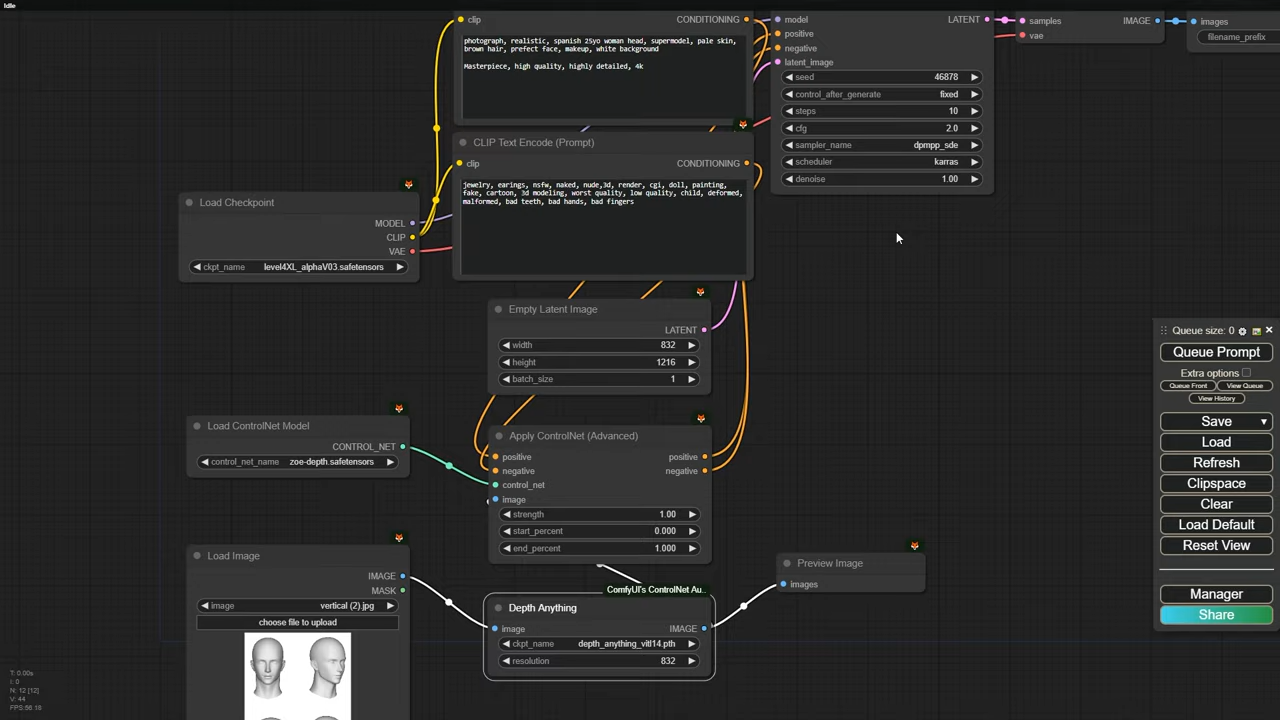 Idle
clip
CONDITIONING
photograph, realistic, spanish 25yo woman head, supermodel, pale skin,
brown hair, prefect face, makeup, white background
Masterpiece, high quality, highly detailed, 4k
model
LATENT
positive
negative
latent_image
seed 46878
control_after_generate fixed
steps 10
cfg 2.0
sampler_name dpmpp_sde
scheduler karras
denoise 1.00
samples
IMAGE
vae
images
filename_prefix
CLIP Text Encode (Prompt)
clip
CONDITIONING
jewelry, earings, nsfw, naked, nude,3d, render, cgi, doll, painting,
fake, cartoon, 3d modeling, worst quality, low quality, child, deformed,
malformed, bad teeth, bad hands, bad fingers
Load Checkpoint
MODEL
CLIP
VAE
ckpt_name level4XL_alphaV03.safetensors
Empty Latent Image
LATENT
width 832
height 1216
batch_size 1
Load ControlNet Model
CONTROL_NET
control_net_name zoe-depth.safetensors
Apply ControlNet (Advanced)
positive positive
negative negative
control_net
image
strength 1.00
start_percent 0.000
end_percent 1.000
Load Image
IMAGE
MASK
image vertical (2).jpg
choose file to upload
ComfyUI's ControlNet Au..
Depth Anything
image IMAGE
ckpt_name depth_anything_vitl14.pth
resolution 832
Preview Image
images
Queue size: 0
Queue Prompt
Extra options
Queue Front View Queue
View History
Save
Load
Refresh
Clipspace
Clear
Load Default
Reset View
Manager
Share
T: 0.00s
I: 0
N: 12 [12]
V: 44